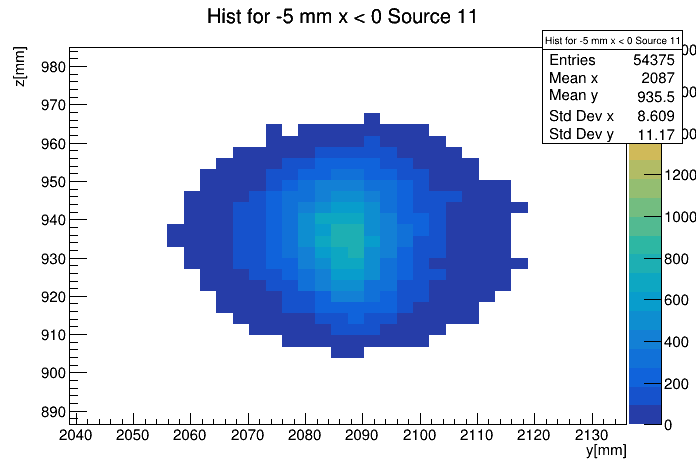 Hist for -5 mm x < 0 Source 11
Hist for -5 mm x < 0 Source 11
Entries 54375
Mean x 2087
Mean y 935.5
Std Dev x 8.609
Std Dev y 11.17
z[mm]
980
970
960
950
940
930
920
910
900
890
2040 2050 2060 2070 2080 2090 2100 2110 2120 2130
y[mm]
1200
1000
800
600
400
200
0